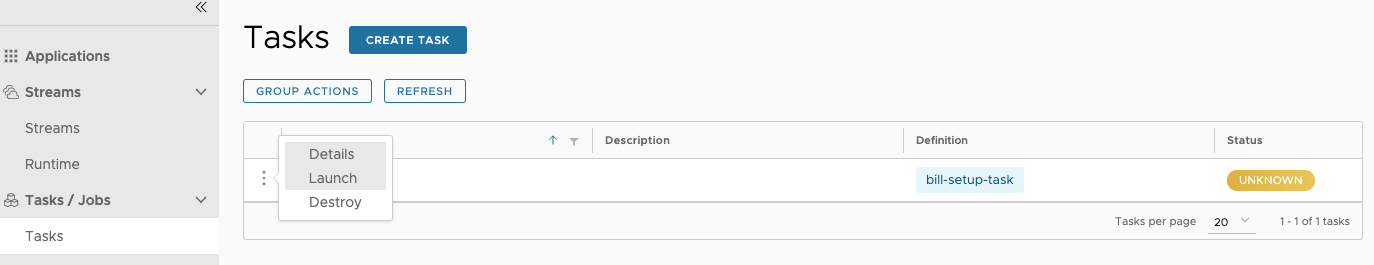 Applications
Streams
Streams
Runtime
Tasks / Jobs
Tasks
Tasks CREATE TASK
GROUP ACTIONS REFRESH
Description Definition Status
Details
Launch
Destroy
bill-setup-task UNKNOWN
Tasks per page 20 1 - 1 of 1 tasks